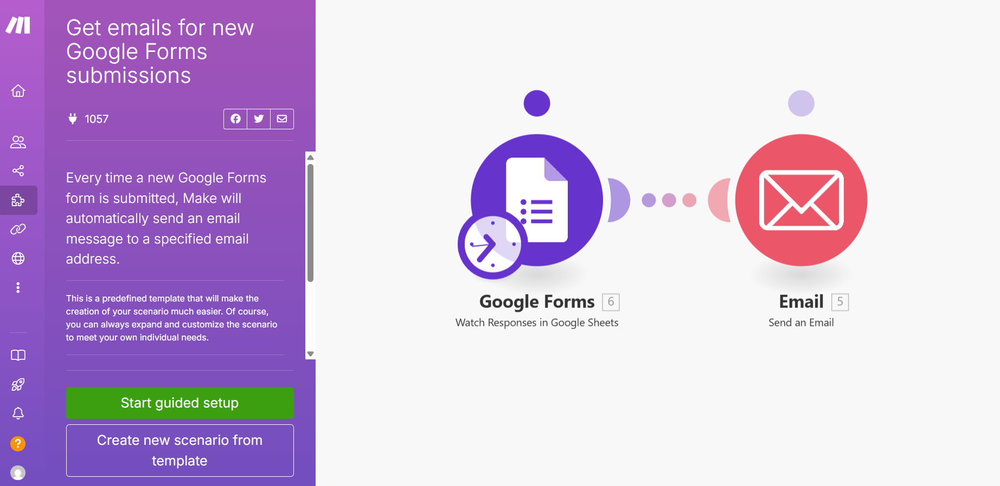 Get emails for new
Google Forms
submissions
1057
Every time a new Google Forms
form is submitted, Make will
automatically send an email
message to a specified email
address.
This is a predefined template that will make the
creation of your scenario much easier. Of course,
you can always expand and customize the scenario
to meet your own individual needs.
Start guided setup
Create new scenario from
template
?
Google Forms 6
Watch Responses in Google Sheets
Email 5
Send an Email